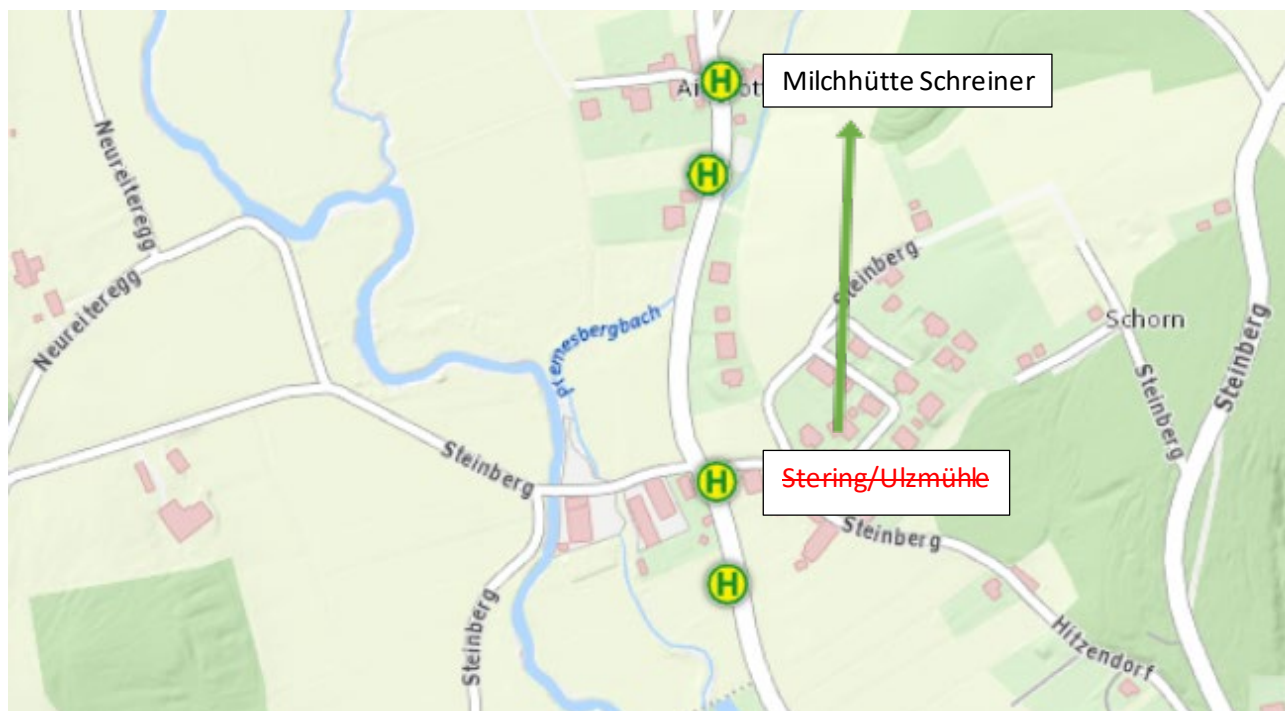 H
Milchhütte Schreiner
H
Neureiteregg
Neureiteregg
Steinberg
Premesbergbach
Schorn
Steinberg
Steinberg
Steinberg
H
Stering/Ulzmühle
Steinberg
H
Steinberg
Hitzendorf